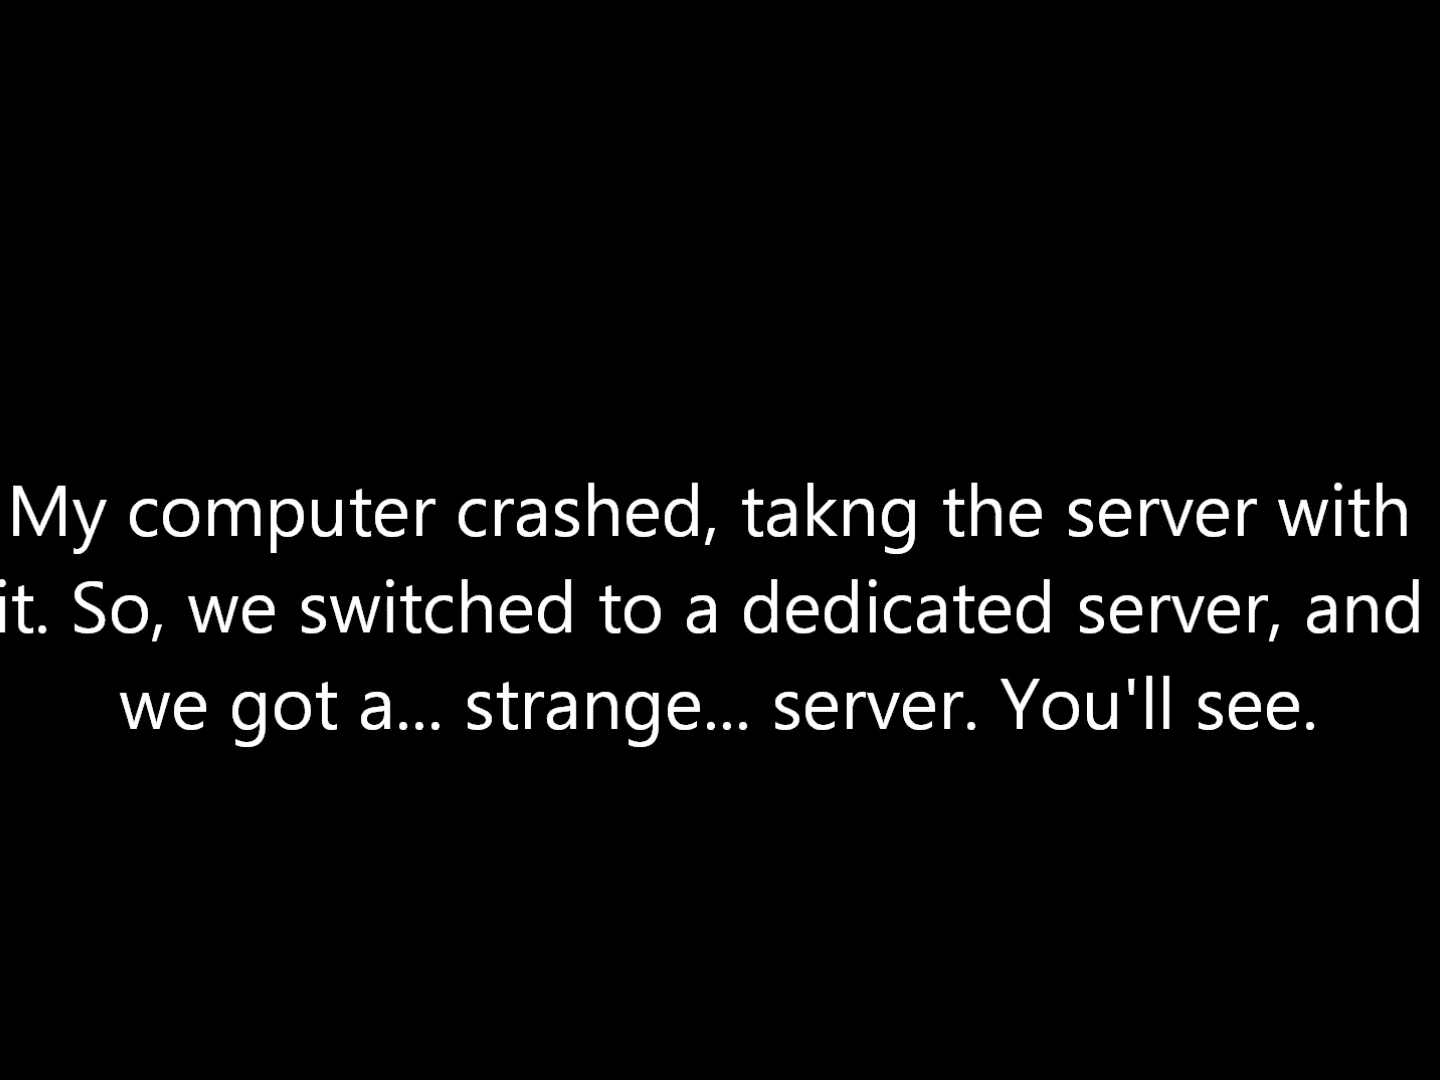 My computer crashed, takng the server with
it. So, we switched to a dedicated server, and
we got a... strange... server. You'll see.